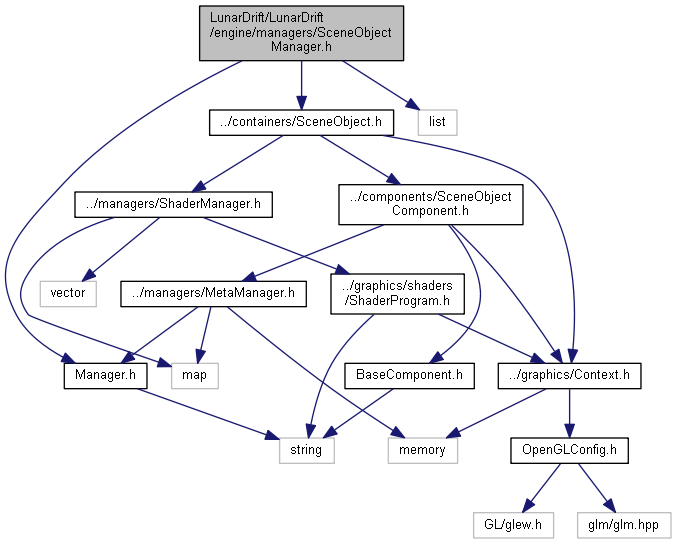 LunarDrift/LunarDrift
/engine/managers/SceneObject
Manager.h
../containers/SceneObject.h
list
../managers/ShaderManager.h
../components/SceneObject
Component.h
vector
../managers/MetaManager.h
../graphics/shaders
/ShaderProgram.h
Manager.h
map
BaseComponent.h
../graphics/Context.h
string
memory
OpenGLConfig.h
GL/glew.h
glm/glm.hpp